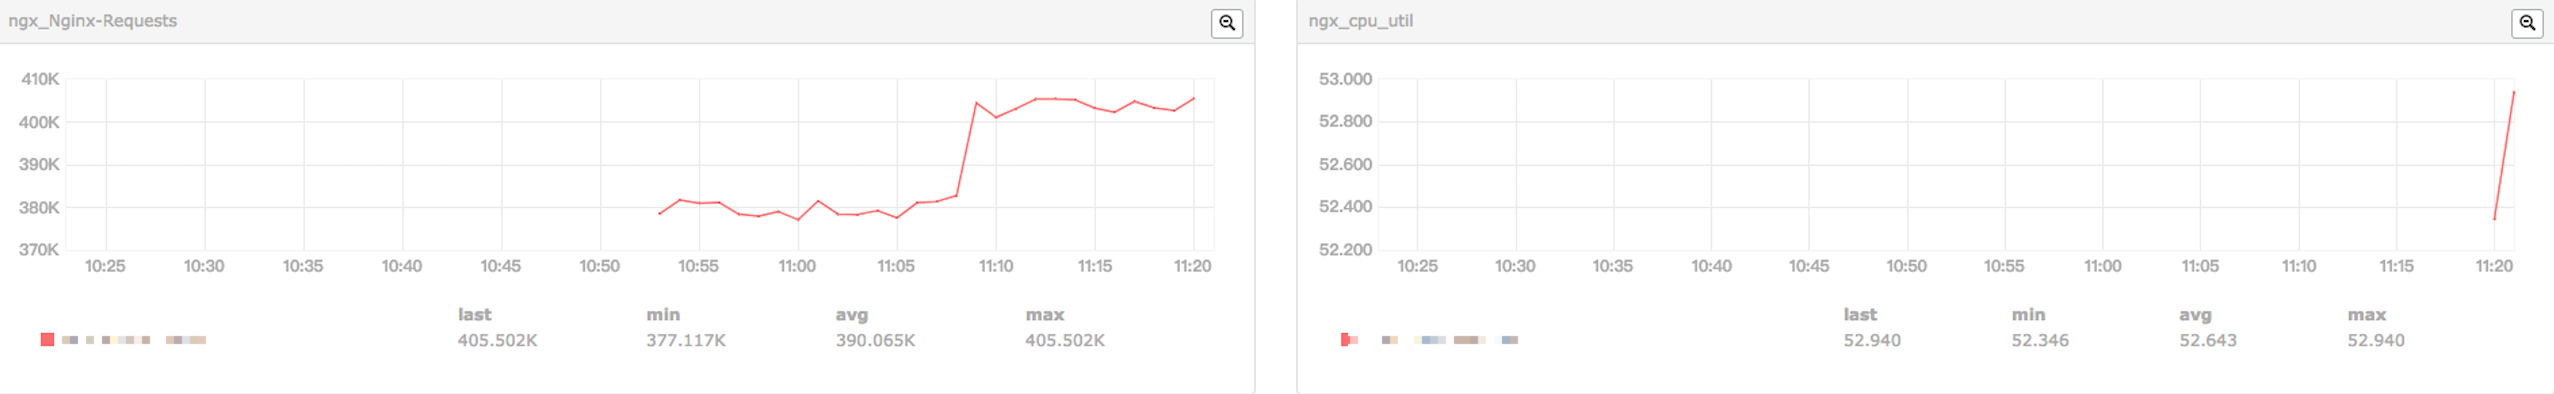 ngx_Nginx-Requests
410K
400K
390K
380K
370K
10:25 10:30 10:35 10:40 10:45 10:50 10:55 11:00 11:05 11:10 11:15 11:20
last min avg max
405.502K 377.117K 390.065K 405.502K
ngx_cpu_util
53.000
52.800
52.600
52.400
52.200
10:25 10:30 10:35 10:40 10:45 10:50 10:55 11:00 11:05 11:10 11:15 11:20
last min avg max
52.940 52.346 52.643 52.940